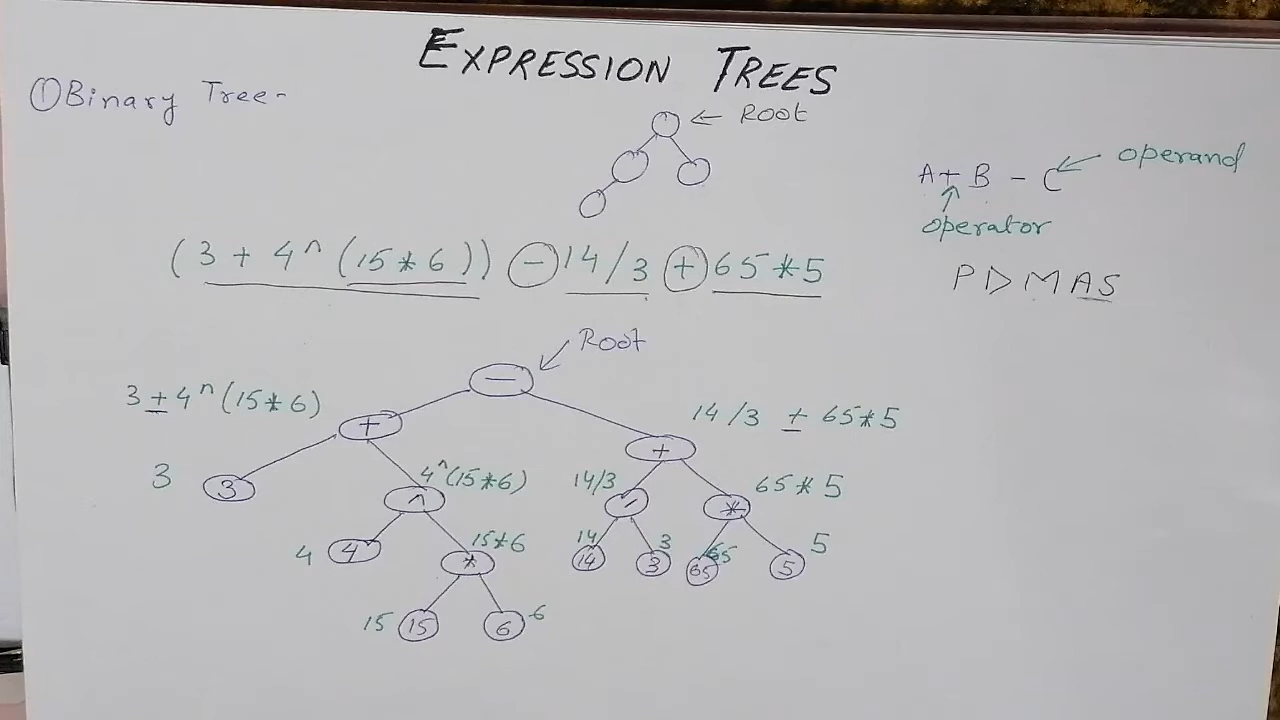 EXPRESSION TREES
① Binary Tree-
← ROOT
A + B - C ← operand
operator
(3 + 4^(15*6)) - 14/3 + 65*5
PDMAS
Root
-
3 + 4^(15*6)
14/3 + 65*5
+
+
3
3
4^(15*6)
^
14/3
/
65*5
*
4
4
15*6
*
14
14
3
3
65
65
5
5
15
15
6
6